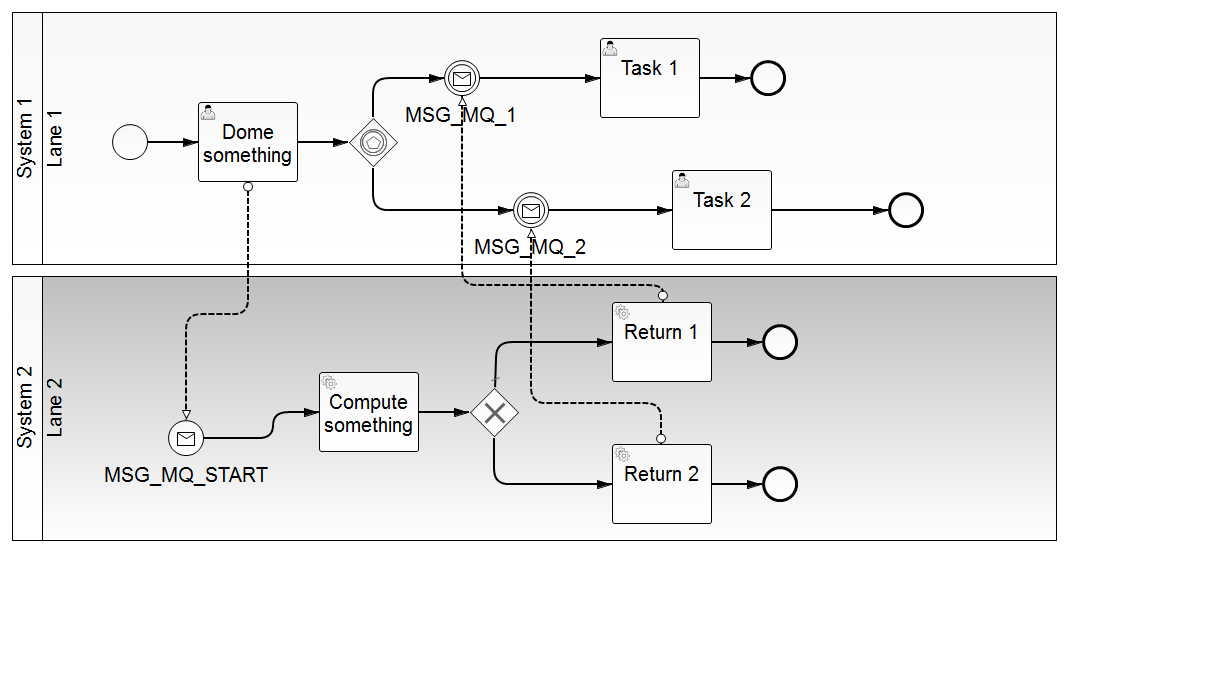 System 1
Lane 1
Dome
something
MSG_MQ_1
Task 1
MSG_MQ_2
Task 2
System 2
Lane 2
MSG_MQ_START
Compute
something
Return 1
Return 2